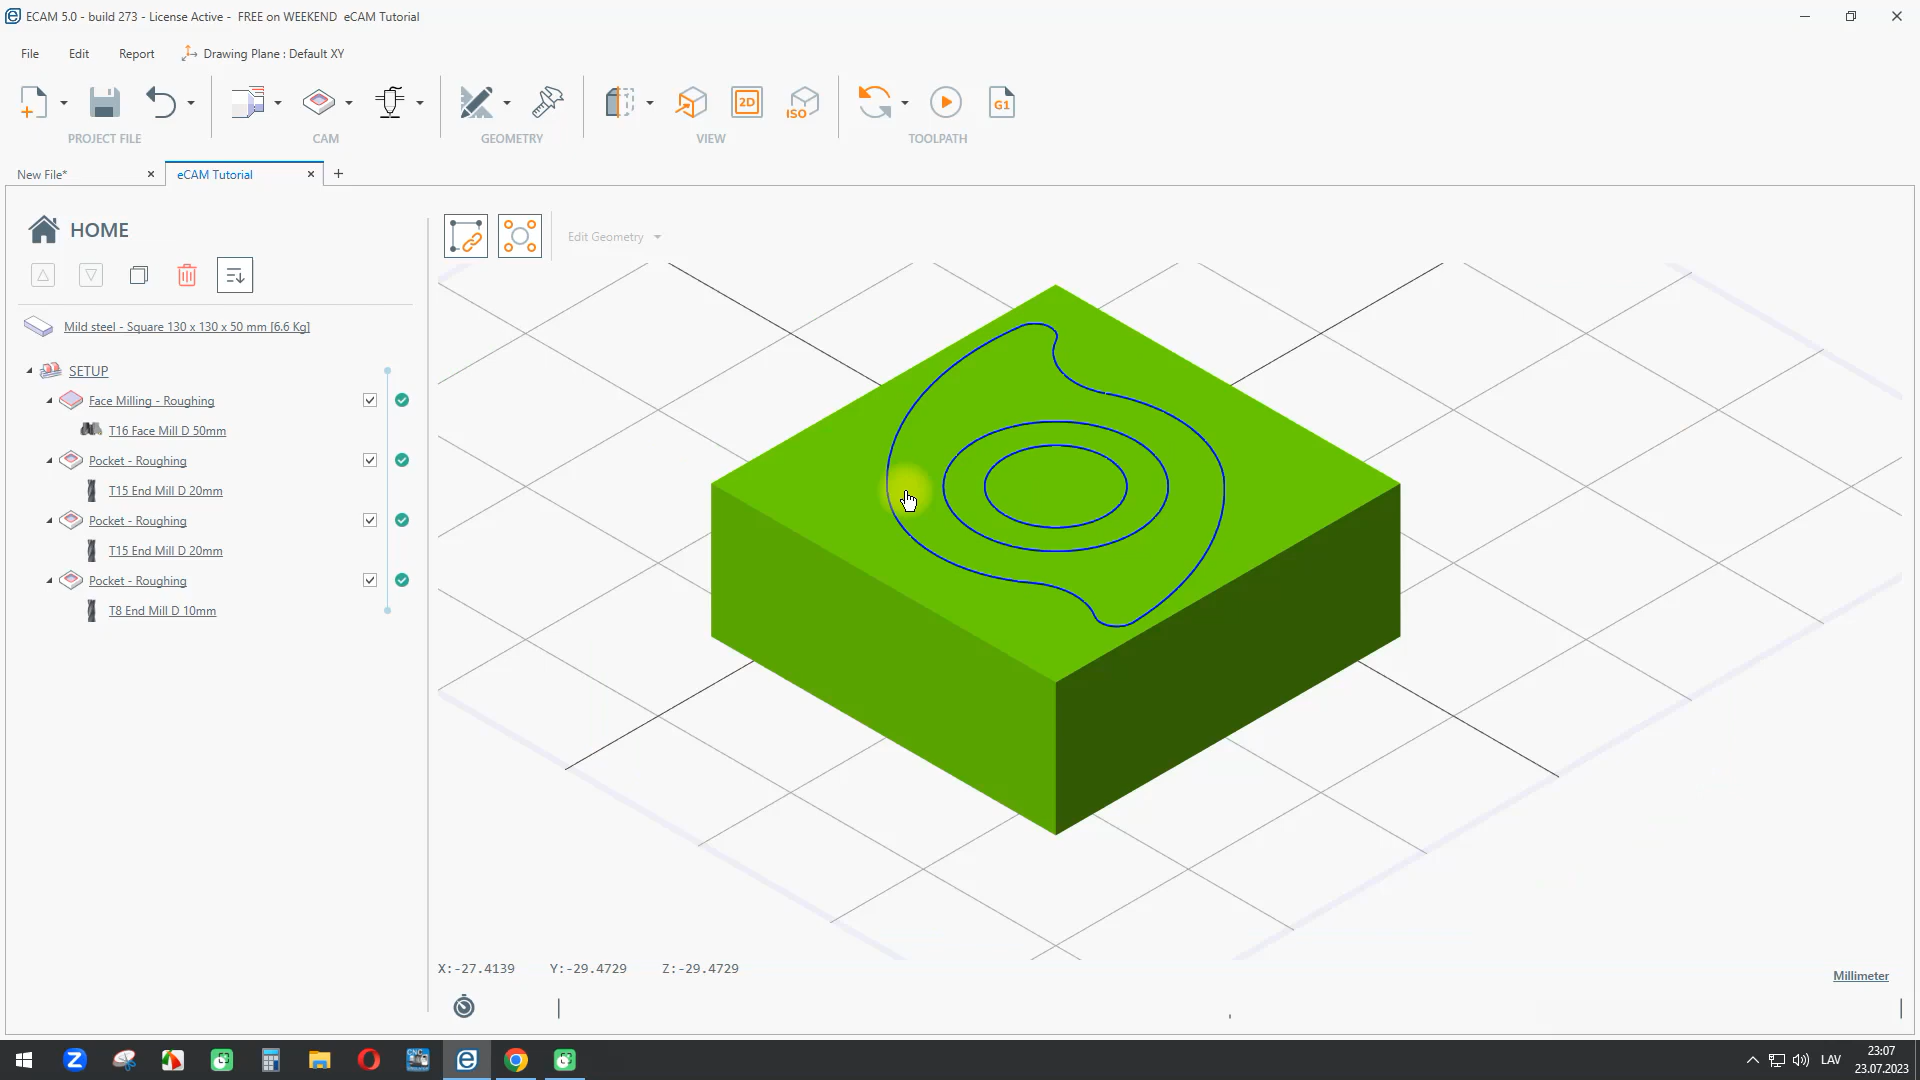 ECAM 5.0 - build 273 - License Active - FREE on WEEKEND eCAM Tutorial
File Edit Report Drawing Plane : Default XY
2D ISO G1
PROJECT FILE CAM GEOMETRY VIEW TOOLPATH
New File* eCAM Tutorial
HOME
Edit Geometry
Mild steel - Square 130 x 130 x 50 mm [6.6 Kg]
SETUP
Face Milling - Roughing
T16 Face Mill D 50mm
Pocket - Roughing
T15 End Mill D 20mm
Pocket - Roughing
T15 End Mill D 20mm
Pocket - Roughing
T8 End Mill D 10mm
X:-27.4139 Y:-29.4729 Z:-29.4729
Millimeter
CNC
LAV
23:07
23.07.2023